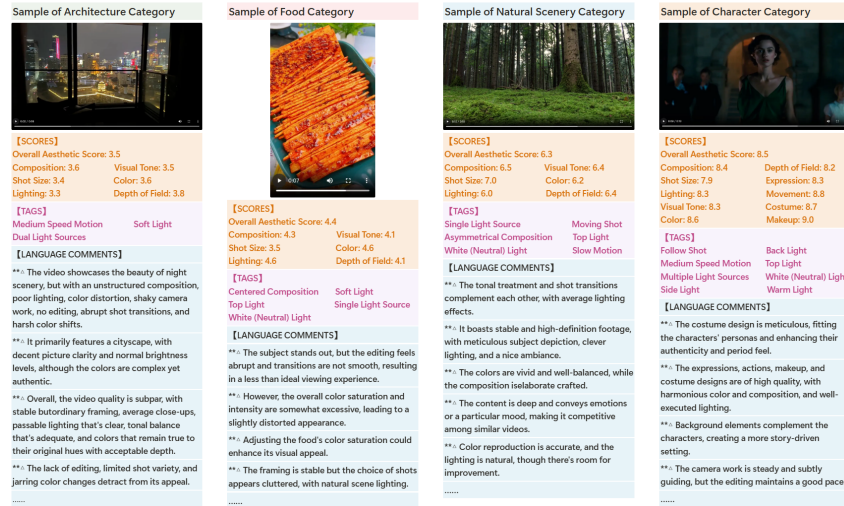 Sample of Architecture Category
【SCORES】
Overall Aesthetic Score: 3.5
Composition: 3.6 Visual Tone: 3.5
Shot Size: 3.4 Color: 3.6
Lighting: 3.3 Depth of Field: 3.8
【TAGS】
Medium Speed Motion Soft Light
Dual Light Sources
【LANGUAGE COMMENTS】
**△ The video showcases the beauty of night
scenery, but with an unstructured composition,
poor lighting, color distortion, shaky camera
work, no editing, abrupt shot transitions, and
harsh color shifts.
**△ It primarily features a cityscape, with
decent picture clarity and normal brightness
levels, although the colors are complex yet
authentic.
**△ Overall, the video quality is subpar, with
stable butordinary framing, average close-ups,
passable lighting that's clear, tonal balance
that's adequate, and colors that remain true to
their original hues with acceptable depth.
**△ The lack of editing, limited shot variety, and
jarring color changes detract from its appeal.
......
Sample of Food Category
0:07
【SCORES】
Overall Aesthetic Score: 4.4
Composition: 4.3 Visual Tone: 4.1
Shot Size: 3.5 Color: 4.6
Lighting: 4.6 Depth of Field: 4.1
【TAGS】
Centered Composition Soft Light
Top Light Single Light Source
White (Neutral) Light
【LANGUAGE COMMENTS】
**△ The subject stands out, but the editing feels
abrupt and transitions are not smooth, resulting
in a less than ideal viewing experience.
**△ However, the overall color saturation and
intensity are somewhat excessive, leading to a
slightly distorted appearance.
**△ Adjusting the food's color saturation could
enhance its visual appeal.
**△ The framing is stable but the choice of shots
appears cluttered, with natural scene lighting.
......
Sample of Natural Scenery Category
【SCORES】
Overall Aesthetic Score: 6.3
Composition: 6.5 Visual Tone: 6.4
Shot Size: 7.0 Color: 6.2
Lighting: 6.0 Depth of Field: 6.4
【TAGS】
Single Light Source Moving Shot
Asymmetrical Composition Top Light
White (Neutral) Light Slow Motion
【LANGUAGE COMMENTS】
**△ The tonal treatment and shot transitions
complement each other, with average lighting
effects.
**△ It boasts stable and high-definition footage,
with meticulous subject depiction, clever
lighting, and a nice ambiance.
**△ The colors are vivid and well-balanced, while
the composition iselaborate crafted.
**△ The content is deep and conveys emotions
or a particular mood, making it competitive
among similar videos.
**△ Color reproduction is accurate, and the
lighting is natural, though there's room for
improvement.
......
Sample of Character Category
【SCORES】
Overall Aesthetic Score: 8.5
Composition: 8.4 Depth of Field: 8.2
Shot Size: 7.9 Expression: 8.3
Lighting: 8.3 Movement: 8.8
Visual Tone: 8.3 Costume: 8.7
Color: 8.6 Makeup: 9.0
【TAGS】
Follow Shot Back Light
Medium Speed Motion Top Light
Multiple Light Sources White (Neutral) Ligh
Side Light Warm Light
【LANGUAGE COMMENTS】
**△ The costume design is meticulous, fitting
the characters' personas and enhancing their
authenticity and period feel.
**△ The expressions, actions, makeup, and
costume designs are of high quality, with
harmonious color and composition, and well-
executed lighting.
**△ Background elements complement the
characters, creating a more story-driven
setting.
**△ The camera work is steady and subtly
guiding, but the editing maintains a good pace
......